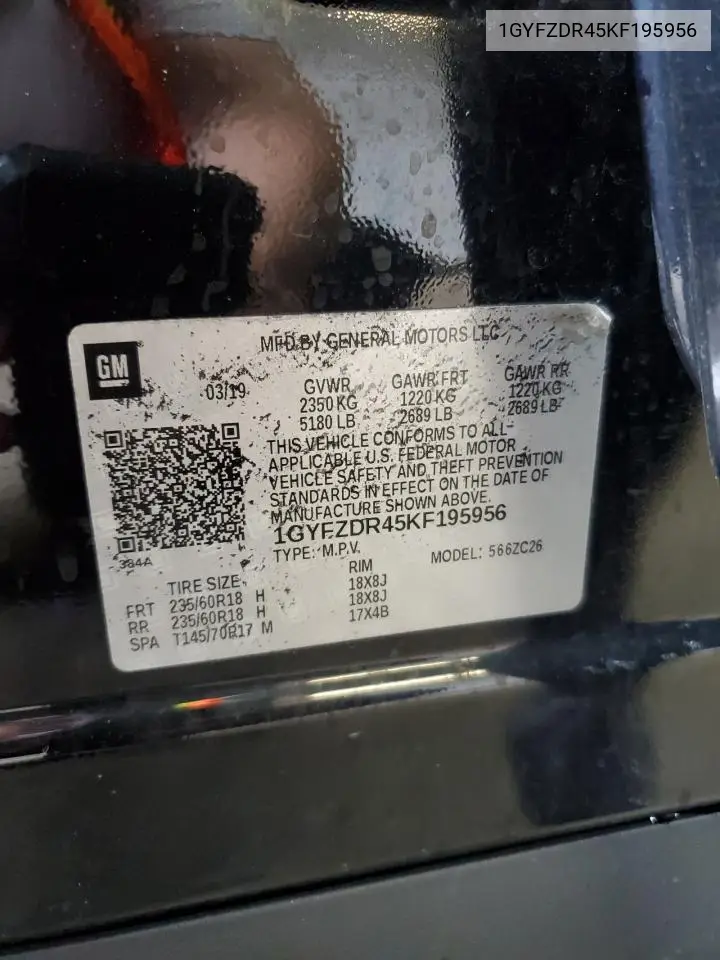 1GYFZDR45KF195956
MFD BY GENERAL MOTORS LLC
GM
03/19
GVWR GAWR FRT GAWR RR
2350 KG 1220 KG 1220 KG
5180 LB 2689 LB 2689 LB
THIS VEHICLE CONFORMS TO ALL
APPLICABLE U.S. FEDERAL MOTOR
VEHICLE SAFETY AND THEFT PREVENTION
STANDARDS IN EFFECT ON THE DATE OF
MANUFACTURE SHOWN ABOVE.
1GYFZDR45KF195956
TYPE: M.P.V. MODEL: 566ZC26
384A
TIRE SIZE RIM
FRT 235/60R18 H 18X8J
RR 235/60R18 H 18X8J
SPA T145/70R17 M 17X4B